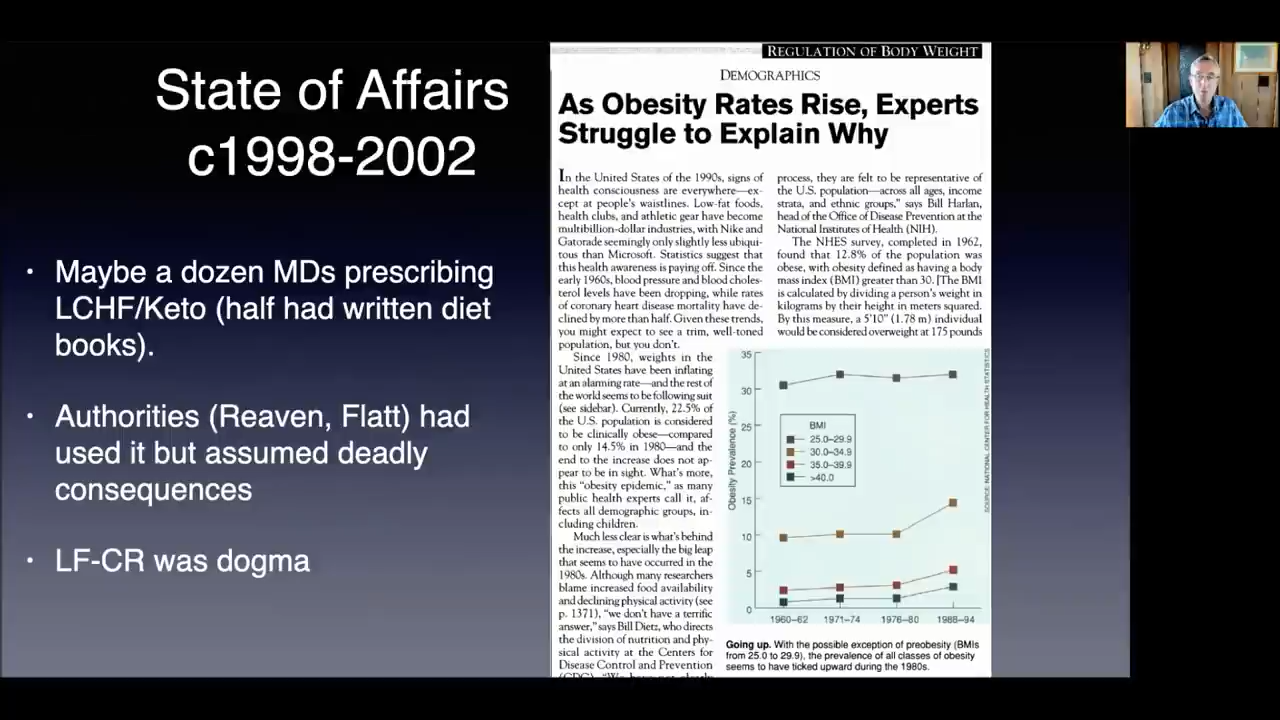 State of Affairs
c1998-2002
• Maybe a dozen MDs prescribing
LCHF/Keto (half had written diet
books).
• Authorities (Reaven, Flatt) had
used it but assumed deadly
consequences
• LF-CR was dogma
REGULATION OF BODY WEIGHT
DEMOGRAPHICS
As Obesity Rates Rise, Experts
Struggle to Explain Why
In the United States of the 1990s, signs of
health consciousness are everywhere—ex-
cept at people's waistlines. Low-fat foods,
health clubs, and athletic gear have become
multibillion-dollar industries, with Nike and
Gatorade seemingly only slightly less ubiqui-
tous than Microsoft. Statistics suggest that
this health awareness is paying off. Since the
early 1960s, blood pressure and blood choles-
terol levels have been dropping, while rates
of coronary heart disease mortality have de-
clined by more than half. Given these trends,
you might expect to see a trim, well-toned
population, but you don't.
Since 1980, weights in the
United States have been inflating
at an alarming rate—and the rest of
the world seems to be following suit
(see sidebar). Currently, 22.5% of
the U.S. population is considered
to be clinically obese—compared
to only 14.5% in 1980—and the
end to the increase does not ap-
pear to be in sight. What's more,
this "obesity epidemic," as many
public health experts call it, af-
fects all demographic groups, in-
cluding children.
Much less clear is what's behind
the increase, especially the big leap
that seems to have occurred in the
1980s. Although many researchers
blame increased food availability
and declining physical activity (see
p. 1371), "we don't have a terrific
answer," says Bill Dietz, who directs
the division of nutrition and phy-
sical activity at the Centers for
Disease Control and Prevention
process, they are felt to be representative of
the U.S. population—across all ages, income
strata, and ethnic groups," says Bill Harlan,
head of the Office of Disease Prevention at the
National Institutes of Health (NIH).
The NHES survey, completed in 1962,
found that 12.8% of the population was
obese, with obesity defined as having a body
mass index (BMI) greater than 30. [The BMI
is calculated by dividing a person's weight in
kilograms by their height in meters squared.
By this measure, a 5'10" (1.78 m) individual
would be considered overweight at 175 pounds
35
30
25
20
15
10
5
0
Obesity Prevalence (%)
BMI
25.0–29.9
30.0–34.9
35.0–39.9
>40.0
1960–62 1971–74 1976–80 1988–94
SOURCE: NATIONAL CENTER FOR HEALTH STATISTICS
Going up. With the possible exception of preobesity (BMIs
from 25.0 to 29.9), the prevalence of all classes of obesity
seems to have ticked upward during the 1980s.